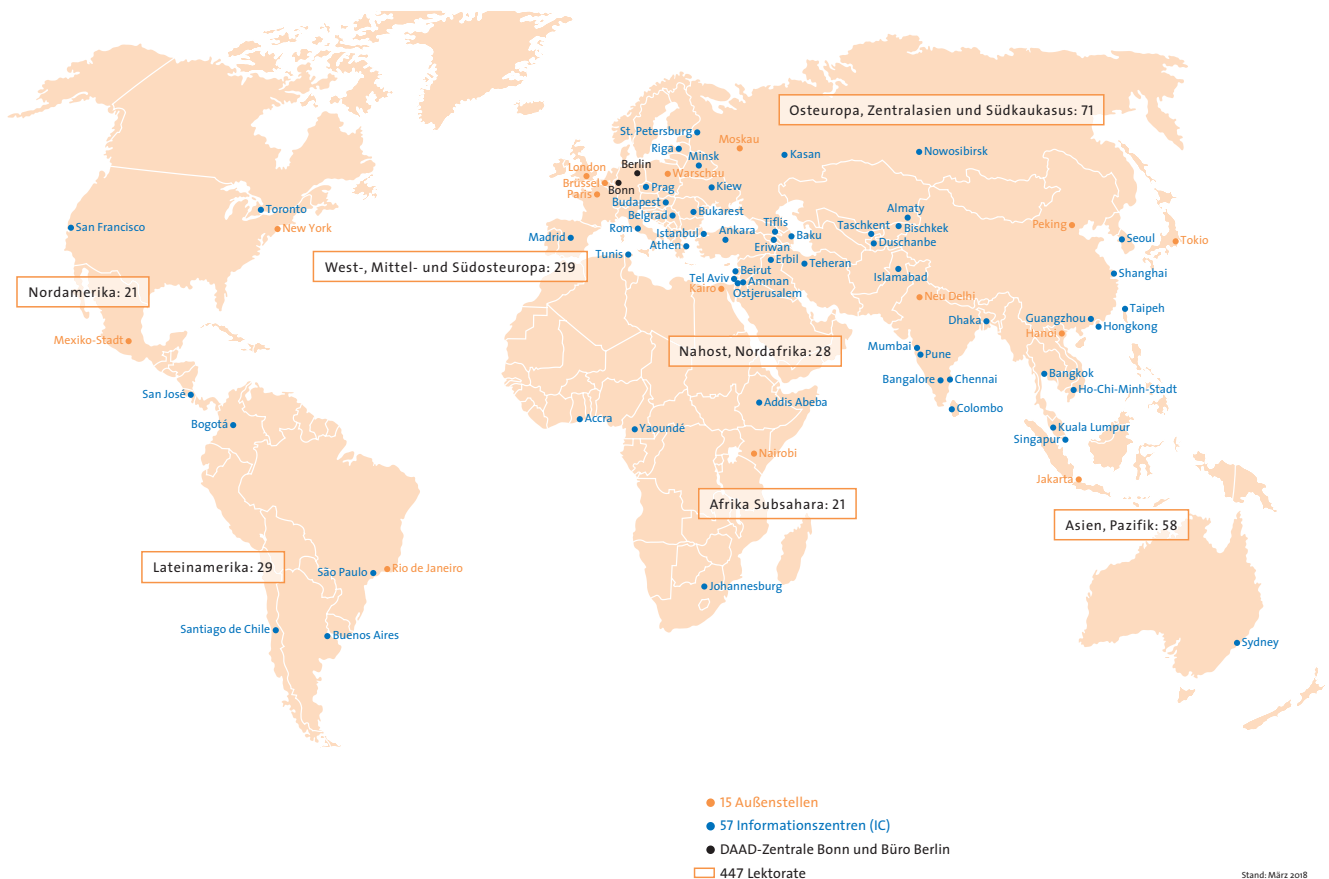 Osteuropa, Zentralasien und Südkaukasus: 71
St. Petersburg
Moskau
Riga
Minsk
Kasan
Nowosibirsk
Berlin
London
Warschau
Brüssel
Bonn
Prag
Kiew
Paris
Budapest
Toronto
Belgrad
Bukarest
Almaty
San Francisco
New York
Rom
Istanbul
Ankara
Tiflis
Baku
Taschkent
Bischkek
Peking
Madrid
Athen
Eriwan
Duschanbe
Seoul
Tokio
Tunis
Erbil
Teheran
West-, Mittel- und Südosteuropa: 219
Beirut
Islamabad
Shanghai
Tel Aviv
Amman
Kairo
Ostjerusalem
Nordamerika: 21
Neu Delhi
Taipeh
Dhaka
Guangzhou
Hongkong
Mexiko-Stadt
Hanoi
Nahost, Nordafrika: 28
Mumbai
Pune
Bangkok
Bangalore
Chennai
Ho-Chi-Minh-Stadt
San José
Addis Abeba
Colombo
Bogotá
Accra
Yaoundé
Kuala Lumpur
Singapur
Nairobi
Jakarta
Afrika Subsahara: 21
Asien, Pazifik: 58
Lateinamerika: 29
São Paulo
Rio de Janeiro
Johannesburg
Santiago de Chile
Buenos Aires
Sydney
15 Außenstellen
57 Informationszentren (IC)
DAAD-Zentrale Bonn und Büro Berlin
447 Lektorate
Stand: März 2018